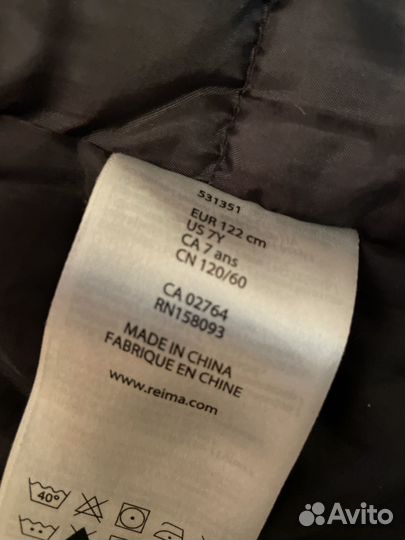 531351
EUR 122 cm
US 7Y
CA 7 ans
CN 120/60
CA 02764
RN158093
MADE IN CHINA
FABRIQUE EN CHINE
www.reima.com
40°
Avito